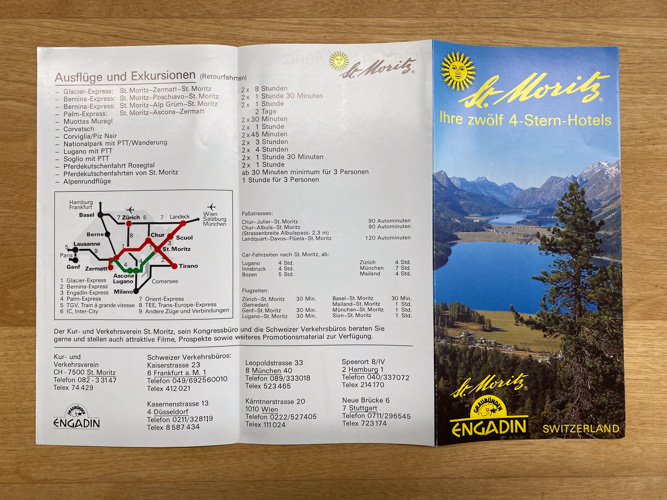 Ausflüge und Exkursionen (Retourfahrten)
– Glacier-Express: St. Moritz–Zermatt–St. Moritz 2 x 8 Stunden
– Bernina-Express: St. Moritz–Poschiavo–St. Moritz 2 x 1 Stunde 30 Minuten
– Bernina-Express: St. Moritz–Alp Grüm–St. Moritz 2 x 1 Stunde
– Palm-Express: St. Moritz–Ascona–Zermatt 2 Tage
– Muottas Muragl 2 x 30 Minuten
– Corvatsch 2 x 1 Stunde
– Corviglia/Piz Nair 2 x 45 Minuten
– Nationalpark mit PTT/Wanderung 2 x 3 Stunden
– Lugano mit PTT 2 x 4 Stunden
– Soglio mit PTT 2 x 1 Stunde 30 Minuten
– Pferdekutschenfahrt Rosegtal 2 x 1 Stunde
– Pferdekutschenfahrten von St. Moritz ab 30 Minuten minimum für 3 Personen
– Alpenrundflüge 1 Stunde für 3 Personen
Hamburg
Frankfurt
Basel
Zürich
Landeck
Wien
Salzburg
München
Bern
Chur
Scuol
Lausanne
Paris
St. Moritz
Genf
Zermatt
Ascona
Lugano
Tirano
Milano
Comersee
1 Glacier-Express
2 Bernina-Express
3 Engadin-Express
4 Palm-Express
5 TGV, Train à grande vitesse
6 IC, Inter-City
7 Orient-Express
8 TEE, Trans-Europe-Express
9 Andere Züge und Verbindungen
St. Moritz
Paßstrassen:
Chur–Julier–St. Moritz 90 Autominuten
Chur–Albula–St. Moritz 90 Autominuten
(Strassenbreite Albulapass: 2,3 m)
Landquart–Davos–Flüela–St. Moritz 120 Autominuten
Car-Fahrzeiten nach St. Moritz, ab:
Lugano 4 Std. Zürich 4 Std.
Innsbruck 4 Std. München 7 Std.
Bozen 5 Std. Mailand 4 Std.
Flugzeiten:
Zürich–St. Moritz 30 Min. Basel–St. Moritz 30 Min.
(Samedan) Mailand–St. Moritz 1 Std.
Genf–St. Moritz 30 Min. München–St. Moritz 1 Std.
Lugano–St. Moritz 30 Min. Sion–St. Moritz 1 Std.
Der Kur- und Verkehrsverein St. Moritz, sein Kongressbüro und die Schweizer Verkehrsbüros beraten Sie
gerne und stellen auch attraktive Filme, Prospekte sowie weiteres Promotionsmaterial zur Verfügung.
Kur- und
Verkehrsverein
CH - 7500 St. Moritz
Telefon 082 - 3 3147
Telex 74 429
GRAUBÜNDEN
ENGADIN
Schweizer Verkehrsbüros:
Kaiserstrasse 23
6 Frankfurt a. M. 1
Telefon 049/692560010
Telex 412 021
Kasernenstrasse 13
4 Düsseldorf
Telefon 0211/328119
Telex 8 587 434
Leopoldstrasse 33
8 München 40
Telefon 089/333018
Telex 523 465
Kärntnerstrasse 20
1010 Wien
Telefon 0222/527405
Telex 111 024
Speerort 8/IV
2 Hamburg 1
Telefon 040/337072
Telex 214 170
Neue Brücke 6
7 Stuttgart
Telefon 0711/296545
Telex 723 174
St. Moritz
Ihre zwölf 4-Stern-Hotels
St. Moritz
GRAUBÜNDEN
ENGADIN
SWITZERLAND